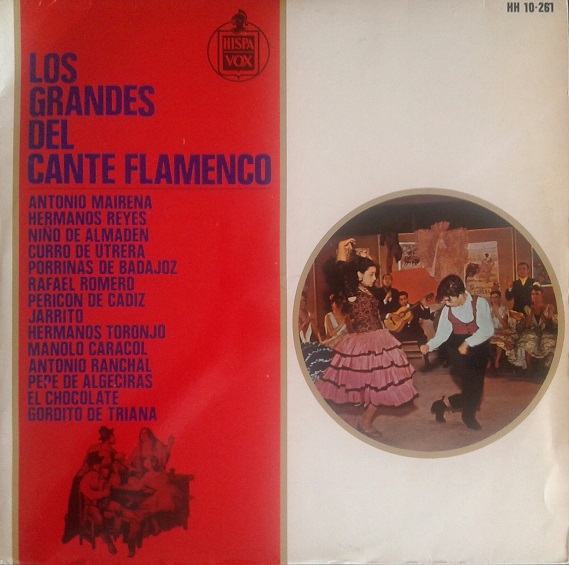 HH 10-261
HISPA
VOX
LOS
GRANDES
DEL
CANTE FLAMENCO
ANTONIO MAIRENA
HERMANOS REYES
NIÑO DE ALMADEN
CURRO DE UTRERA
PORRINAS DE BADAJOZ
RAFAEL ROMERO
PERICON DE CADIZ
JARRITO
HERMANOS TORONJO
MANOLO CARACOL
ANTONIO RANCHAL
PEPE DE ALGECIRAS
EL CHOCOLATE
GORDITO DE TRIANA